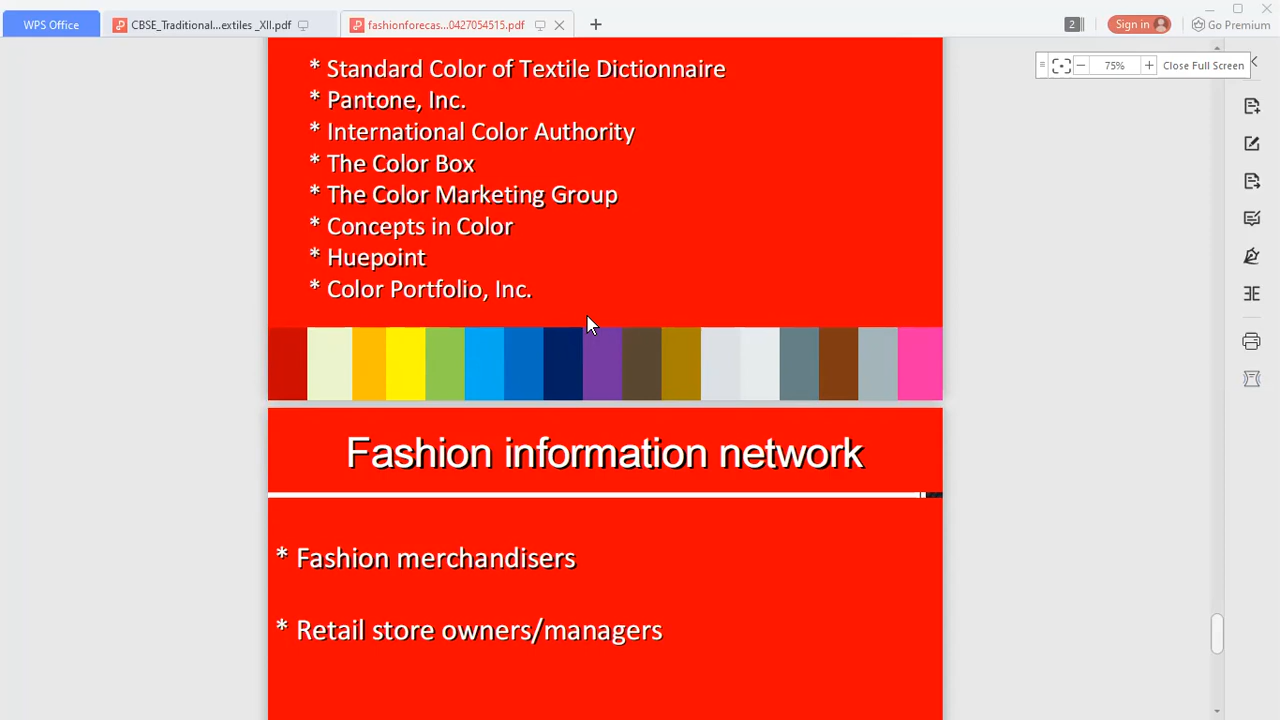 WPS Office
CBSE_Traditional...extiles _XII.pdf
fashionforecas...0427054515.pdf
2
Sign in
Go Premium
75%
Close Full Screen
* Standard Color of Textile Dictionnaire
* Pantone, Inc.
* International Color Authority
* The Color Box
* The Color Marketing Group
* Concepts in Color
* Huepoint
* Color Portfolio, Inc.
Fashion information network
* Fashion merchandisers
* Retail store owners/managers